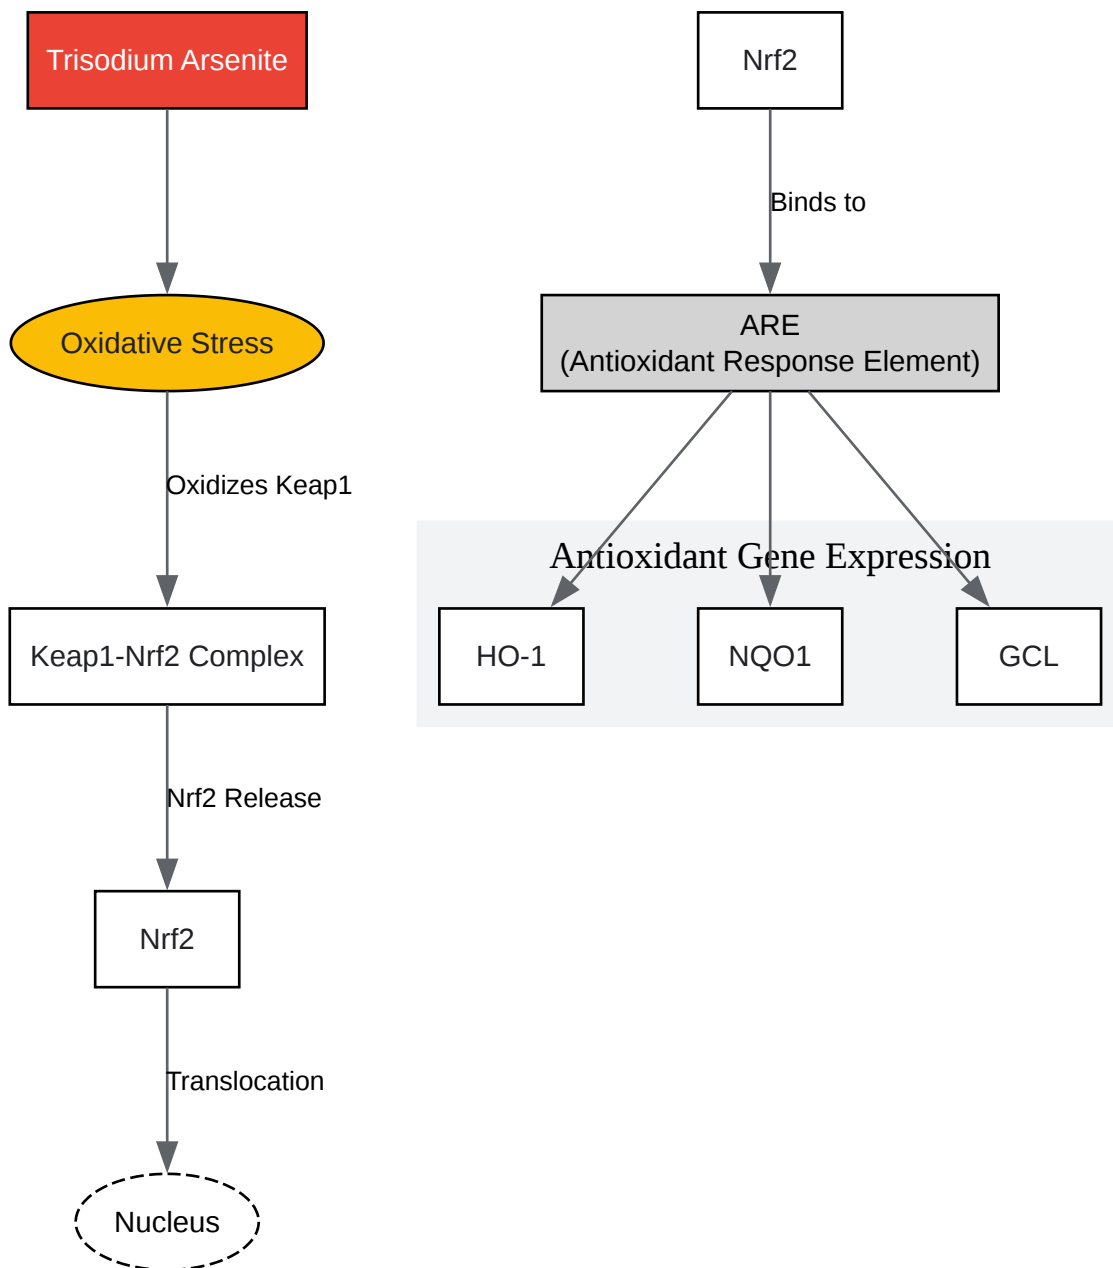 Trisodium Arsenite
Oxidative Stress
Oxidizes Keap1
Keap1-Nrf2 Complex
Nrf2 Release
Nrf2
Translocation
Nucleus
Nrf2
Binds to
ARE
(Antioxidant Response Element)
Antioxidant Gene Expression
HO-1
NQO1
GCL